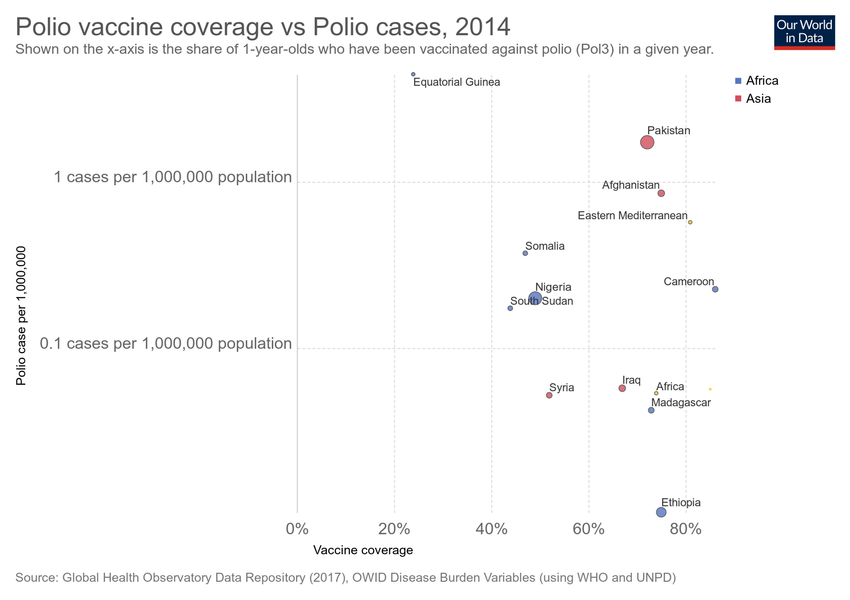 Polio vaccine coverage vs Polio cases, 2014
Shown on the x-axis is the share of 1-year-olds who have been vaccinated against polio (Pol3) in a given year.
Our World
in Data
Africa
Asia
Equatorial Guinea
Pakistan
1 cases per 1,000,000 population
Afghanistan
Eastern Mediterranean
Somalia
Cameroon
Nigeria
South Sudan
Polio case per 1,000,000
0.1 cases per 1,000,000 population
Iraq
Syria
Africa
Madagascar
Ethiopia
0%
20%
40%
60%
80%
Vaccine coverage
Source: Global Health Observatory Data Repository (2017), OWID Disease Burden Variables (using WHO and UNPD)